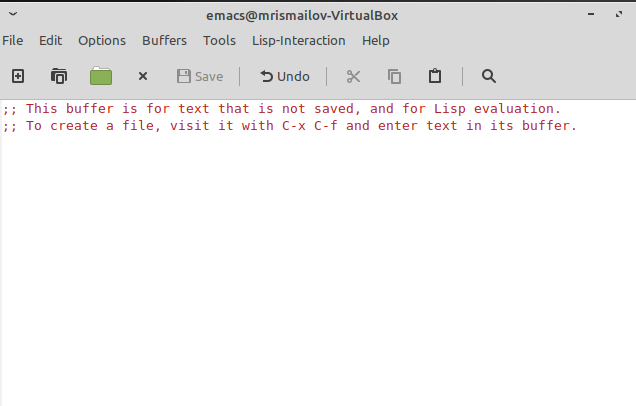 emacs@mrismailov-VirtualBox
File Edit Options Buffers Tools Lisp-Interaction Help
Save Undo
;; This buffer is for text that is not saved, and for Lisp evaluation.
;; To create a file, visit it with C-x C-f and enter text in its buffer.